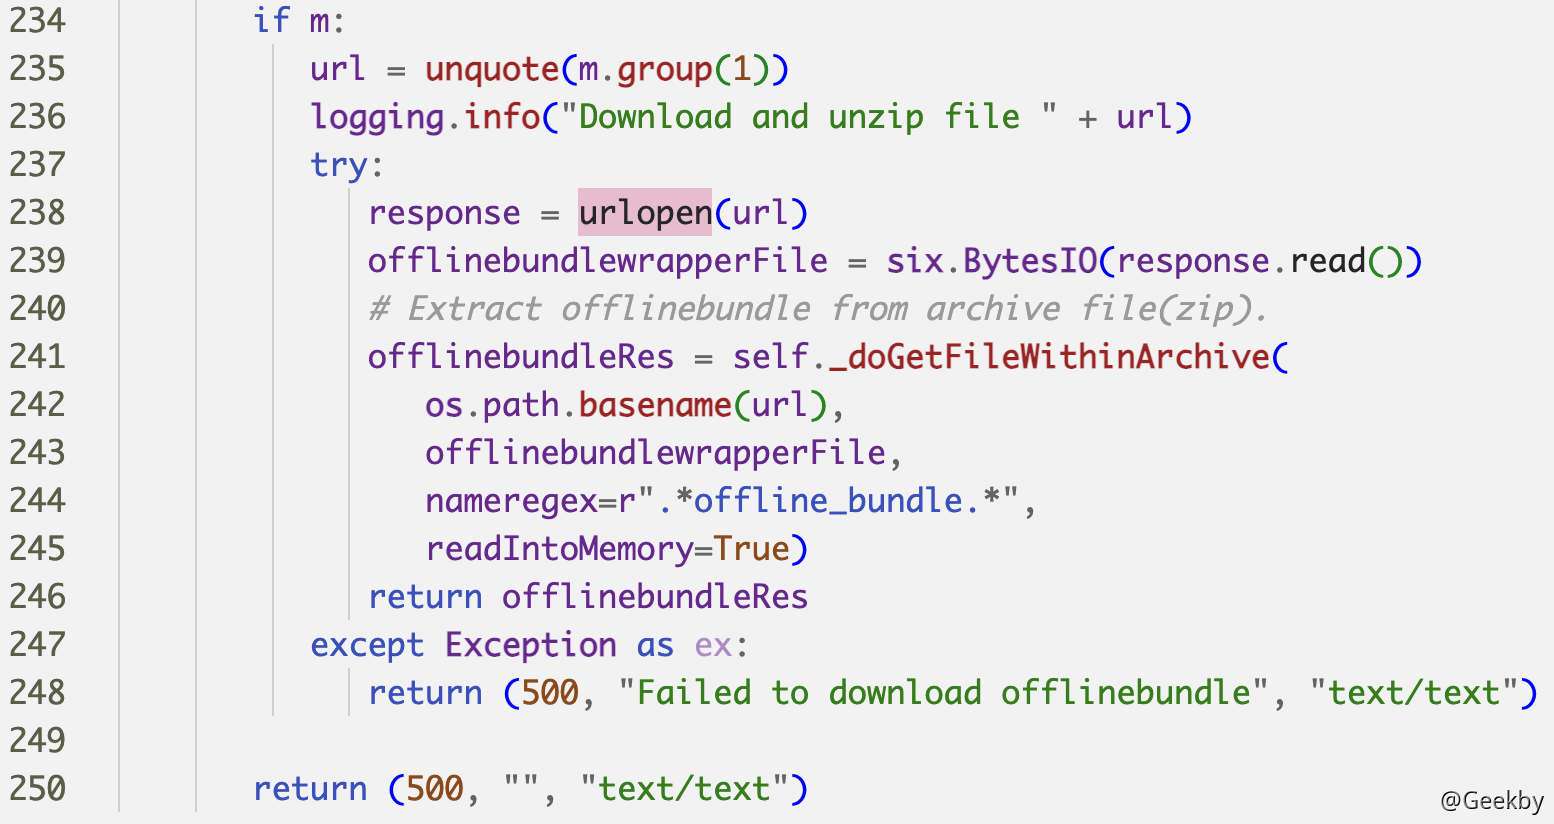 234 if m:
235 url = unquote(m.group(1))
236 logging.info("Download and unzip file " + url)
237 try:
238 response = urlopen(url)
239 offlinebundlewrapperFile = six.BytesIO(response.read())
240 # Extract offlinebundle from archive file(zip).
241 offlinebundleRes = self._doGetFileWithinArchive(
242 os.path.basename(url),
243 offlinebundlewrapperFile,
244 nameregex=r".*offline_bundle.*",
245 readIntoMemory=True)
246 return offlinebundleRes
247 except Exception as ex:
248 return (500, "Failed to download offlinebundle", "text/text")
249
250 return (500, "", "text/text")
@Geekby